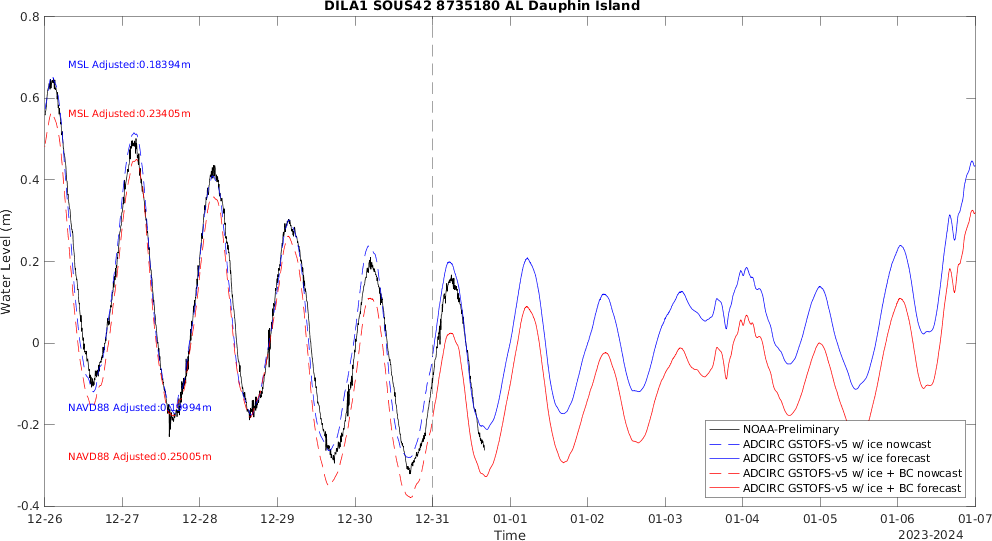 DILA1 SOUS42 8735180 AL Dauphin Island
0.8
MSL Adjusted:0.18394m
0.6
MSL Adjusted:0.23405m
0.4
0.2
Water Level (m)
0
NAVD88 Adjusted:0.19994m
-0.2
NAVD88 Adjusted:0.25005m
-0.4
NOAA-Preliminary
ADCIRC GSTOFS-v5 w/ ice nowcast
ADCIRC GSTOFS-v5 w/ ice forecast
ADCIRC GSTOFS-v5 w/ ice + BC nowcast
ADCIRC GSTOFS-v5 w/ ice + BC forecast
12-26 12-27 12-28 12-29 12-30 12-31 01-01 01-02 01-03 01-04 01-05 01-06 01-07
Time
2023-2024